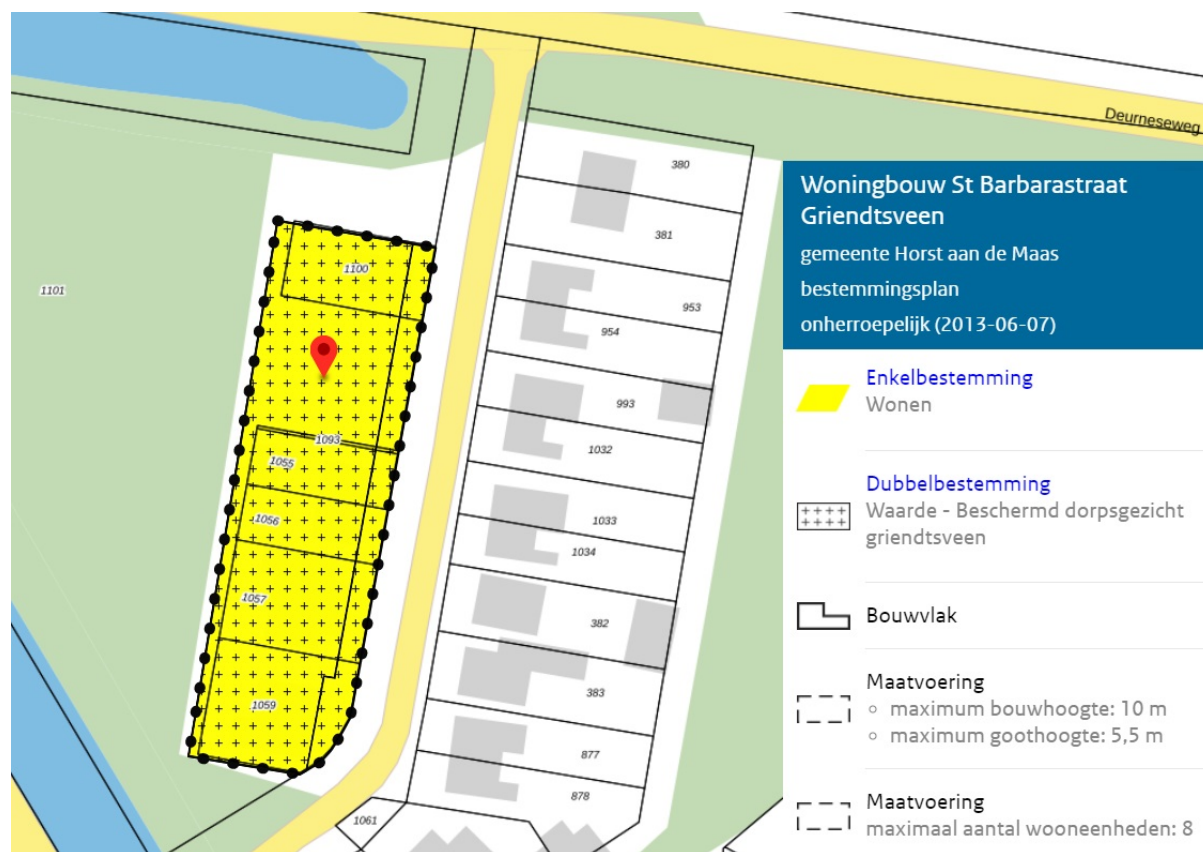 Deurneseweg
380
381
1101
1100
953
954
993
1093
1032
1055
1056
1033
1034
1057
382
383
1059
877
878
1061
Woningbouw St Barbarastraat
Griendtsveen
gemeente Horst aan de Maas
bestemmingsplan
onherroepelijk (2013-06-07)
Enkelbestemming
Wonen
Dubbelbestemming
Waarde - Beschermd dorpsgezicht
griendtsveen
Bouwvlak
Maatvoering
maximum bouwhoogte: 10 m
maximum goothoogte: 5,5 m
Maatvoering
maximaal aantal wooneenheden: 8